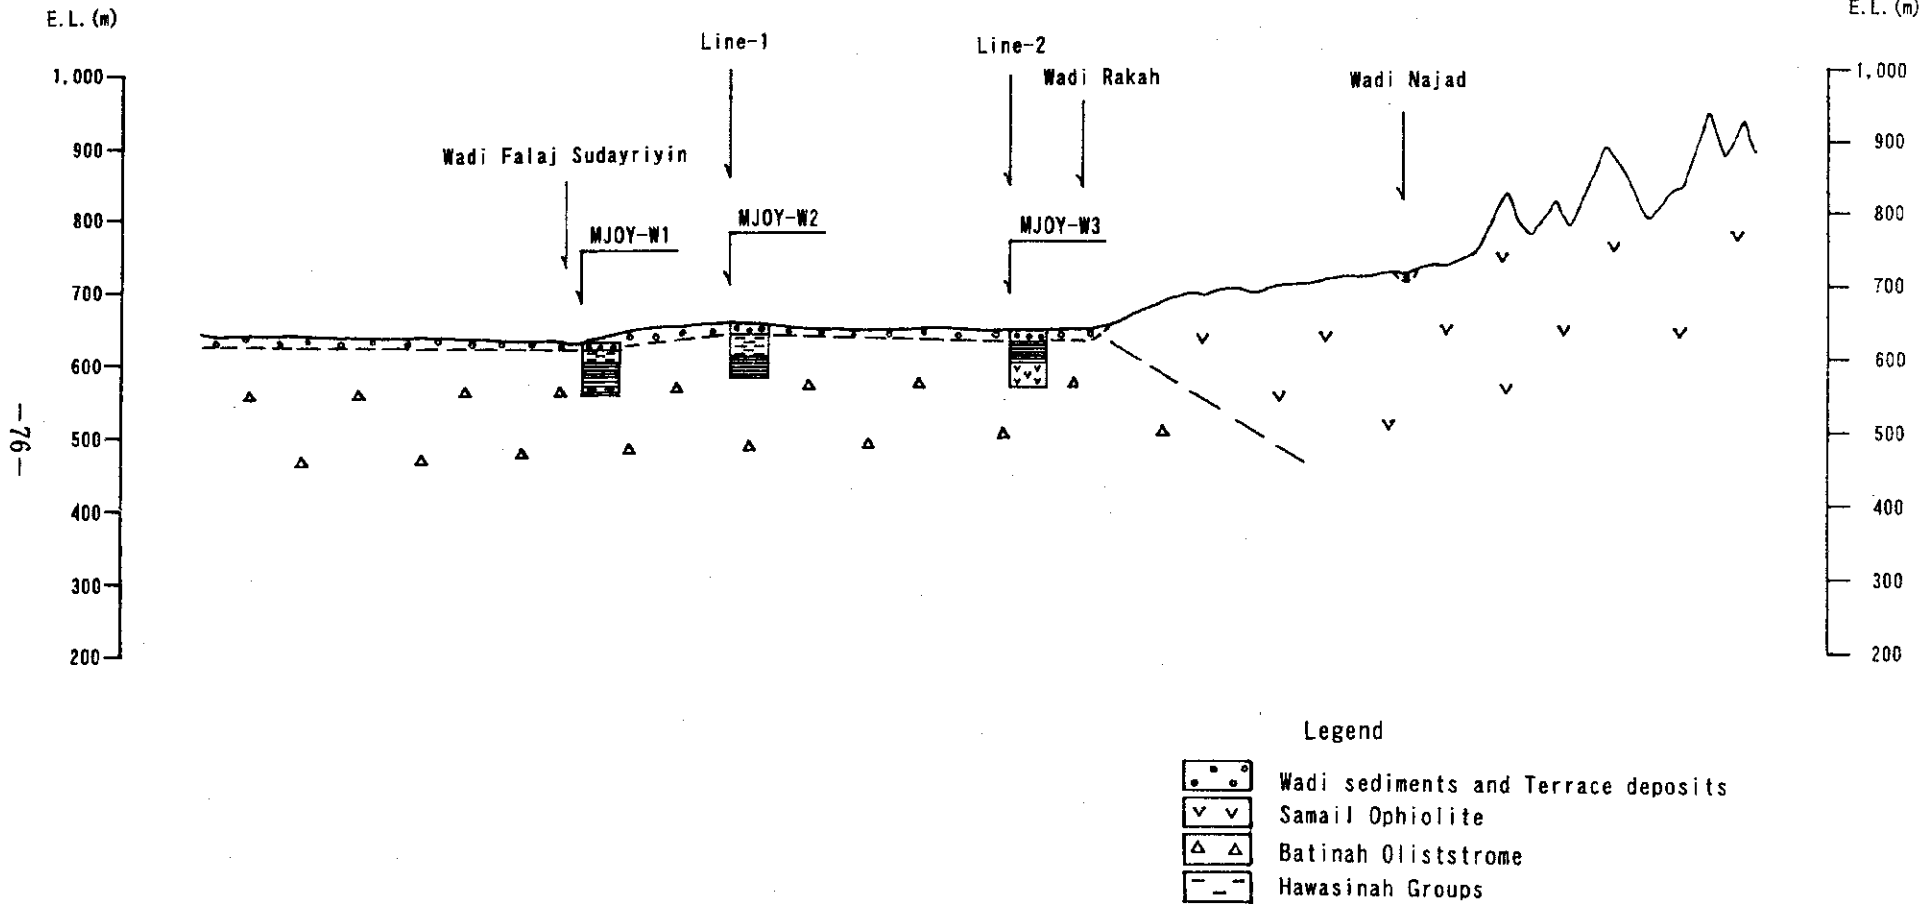 E.L.(m)
E.L.(m)
Line-1
Line-2
1,000
Wadi Rakah
Wadi Najad
1,000
900
Wadi Falaj Sudayriyin
900
800
MJOY-W1
MJOY-W2
MJOY-W3
800
700
700
600
600
500
500
-76-
400
400
300
300
200
200
Legend
Wadi sediments and Terrace deposits
Samail Ophiolite
Batinah Oliststrome
Hawasinah Groups